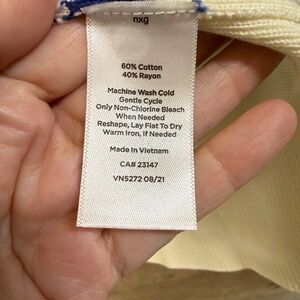 nxg
60% Cotton
40% Rayon
Machine Wash Cold
Gentle Cycle
Only Non-Chlorine Bleach
When Needed
Reshape, Lay Flat To Dry
Warm Iron, If Needed
Made In Vietnam
CA# 23147
VN5272 08/21